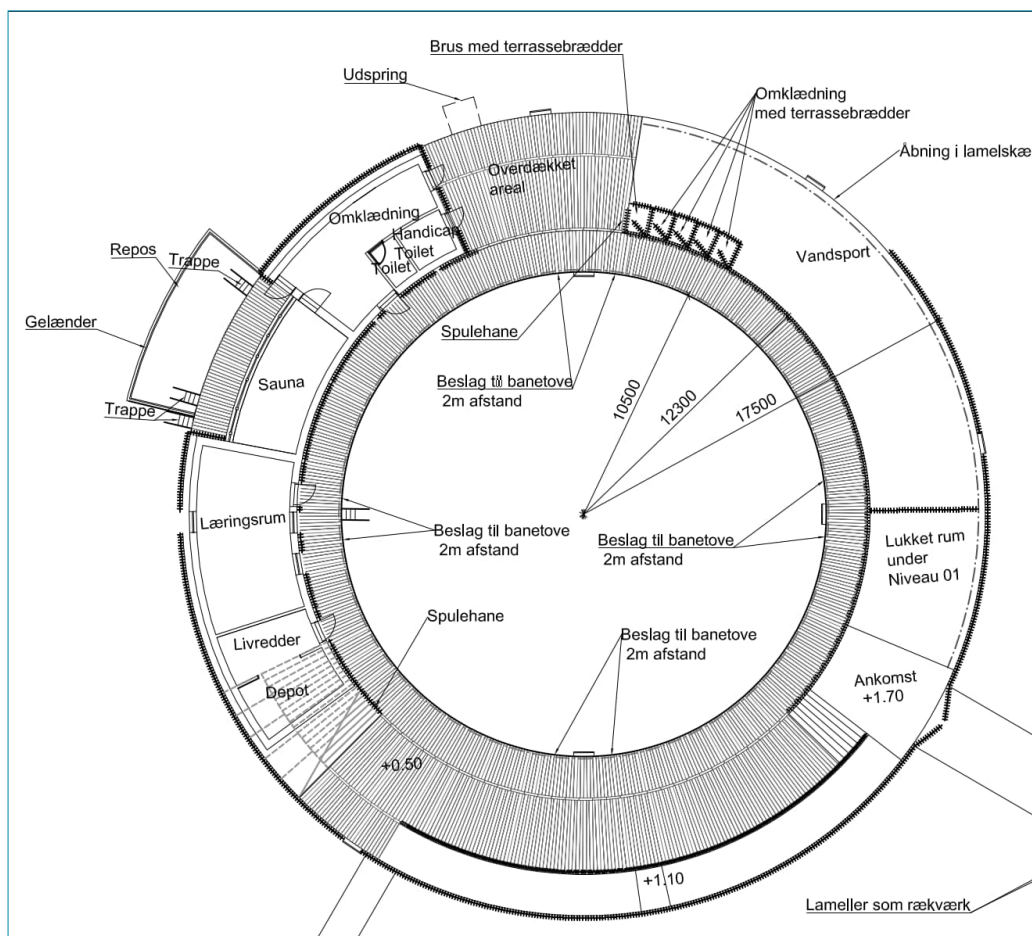 Brus med terrassebrædder
Udspring
Omklædning
med terrassebrædder
Åbning i lamelskæ
Overdækket
areal
Omklædning
Handicap
Toilet
Toilet
Vandsport
Repos
Trappe
Gelænder
Spulehane
Sauna
Beslag til banetove
2m afstand
10500
12300
17500
Trappe
Læringsrum
Beslag til banetove
2m afstand
Beslag til banetove
2m afstand
Lukket rum
under
Niveau 01
Spulehane
Livredder
Beslag til banetove
2m afstand
Depot
Ankomst
+1.70
+0.50
+1.10
Lameller som rækværk